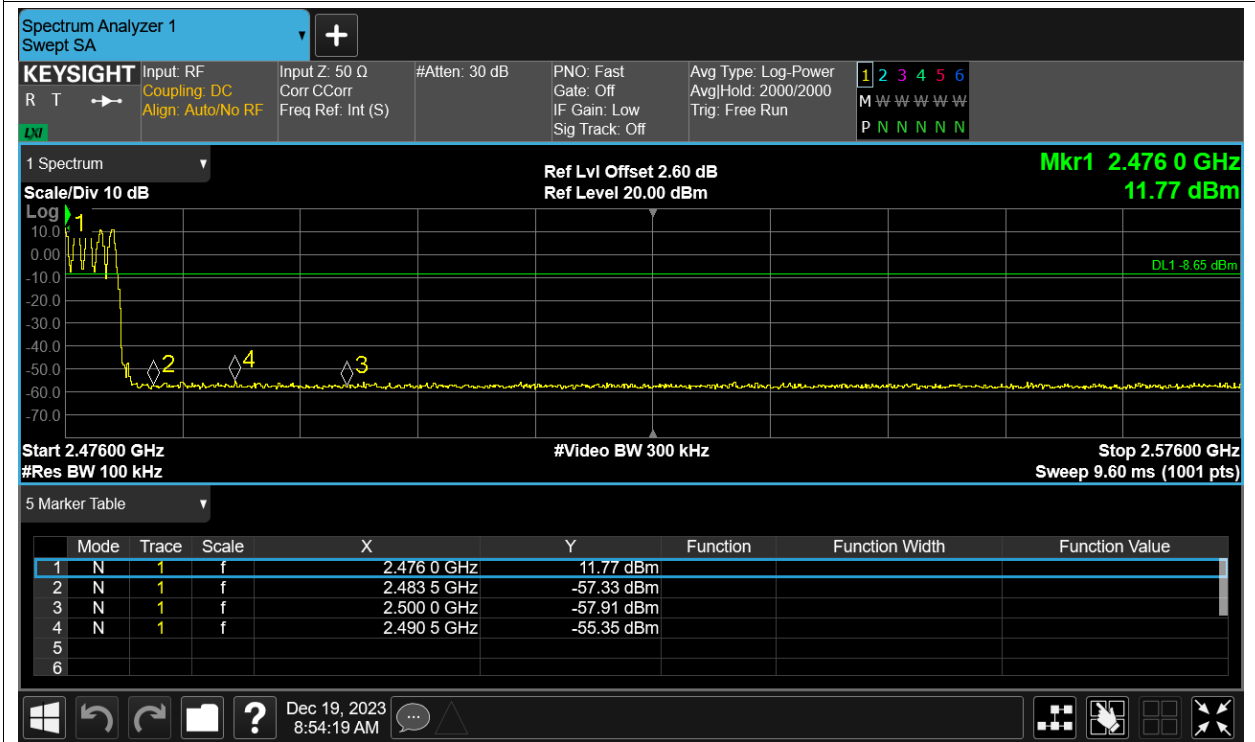 Spectrum Analyzer 1
Swept SA
+
KEYSIGHT Input: RF Input Z: 50 Ω #Atten: 30 dB PNO: Fast Avg Type: Log-Power 1 2 3 4 5 6
R T Coupling: DC Corr CCorr Gate: Off Avg|Hold: 2000/2000 M W W W W W
Align: Auto/No RF Freq Ref: Int (S) IF Gain: Low Trig: Free Run
LXI Sig Track: Off P N N N N N
1 Spectrum Ref Lvl Offset 2.60 dB Mkr1 2.476 0 GHz
Scale/Div 10 dB Ref Level 20.00 dBm 11.77 dBm
Log
1
10.0
0.00
DL1 -8.65 dBm
-10.0
-20.0
-30.0
-40.0
2 4 3
-50.0
-60.0
-70.0
Start 2.47600 GHz #Video BW 300 kHz Stop 2.57600 GHz
#Res BW 100 kHz Sweep 9.60 ms (1001 pts)
5 Marker Table
Mode Trace Scale X Y Function Function Width Function Value
1 N 1 f 2.476 0 GHz 11.77 dBm
2 N 1 f 2.483 5 GHz -57.33 dBm
3 N 1 f 2.500 0 GHz -57.91 dBm
4 N 1 f 2.490 5 GHz -55.35 dBm
5
6
? Dec 19, 2023
8:54:19 AM